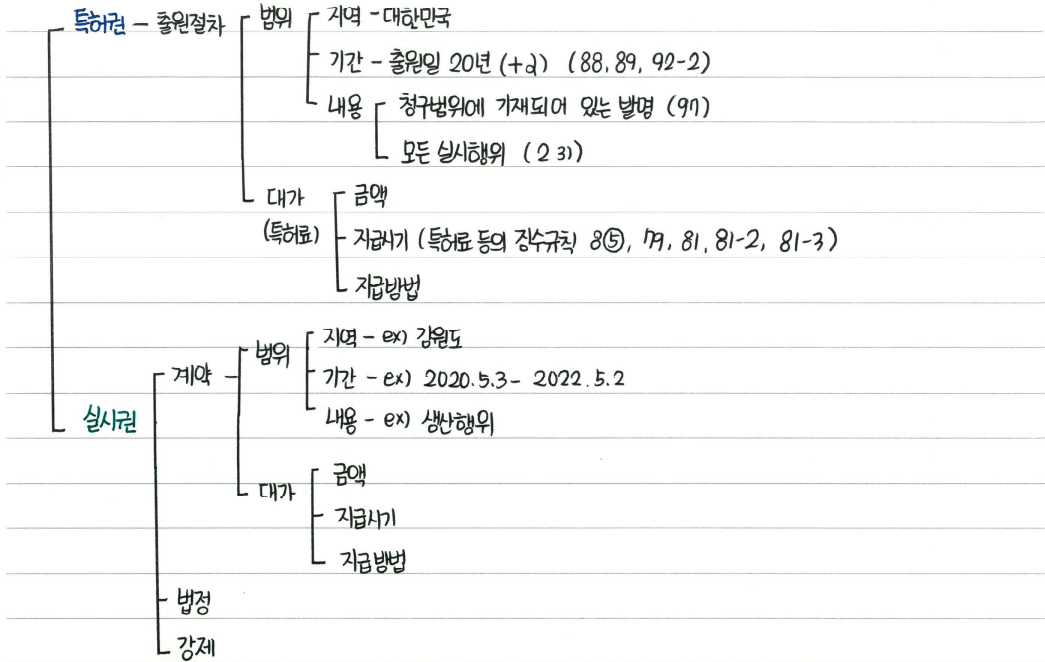 특허권 - 출원절차 범위 지역 - 대한민국
기간 - 출원일 20년 (+α) (88, 89, 92-2)
내용 청구범위에 기재되어 있는 발명 (97)
모든 실시행위 (2 3))
대가 금액
(특허료) 지급시기 (특허료 등의 징수규칙 8⑤, 79, 81, 81-2, 81-3)
지급방법
실시권 계약 - 범위 지역 - ex) 강원도
기간 - ex) 2020.5.3 - 2022.5.2
내용 - ex) 생산행위
대가 금액
지급시기
지급방법
법정
강제